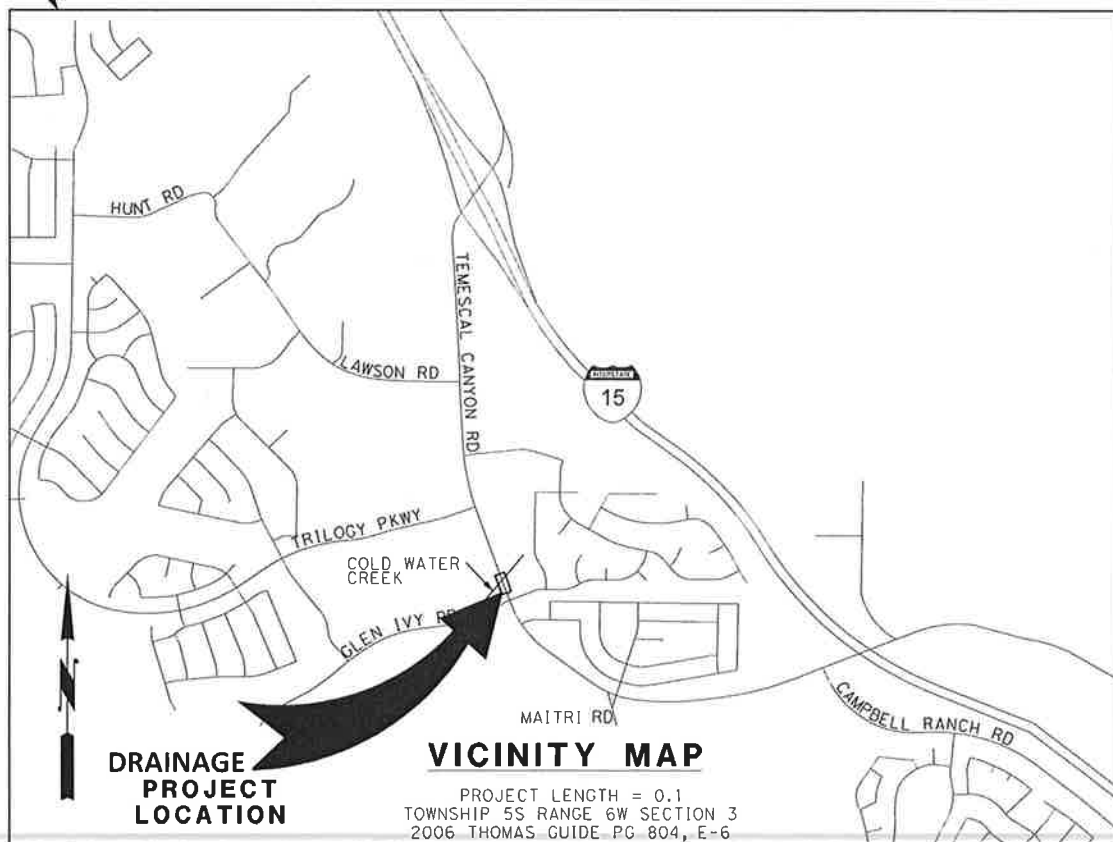 HUNT RD
TEMESCAL CANYON RD
LAWSON RD
INTERSTATE
15
TRILOGY PKWY
COLD WATER
CREEK
GLEN IVY RD
N
MAITRI RD
CAMPBELL RANCH RD
DRAINAGE
PROJECT
LOCATION
VICINITY MAP
PROJECT LENGTH = 0.1
TOWNSHIP 5S RANGE 6W SECTION 3
2006 THOMAS GUIDE PG 804, E-6